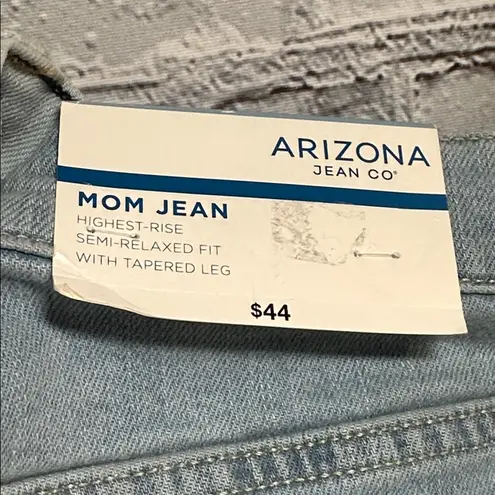 ARIZONA
JEAN CO®
MOM JEAN
HIGHEST-RISE
SEMI-RELAXED FIT
WITH TAPERED LEG
$44